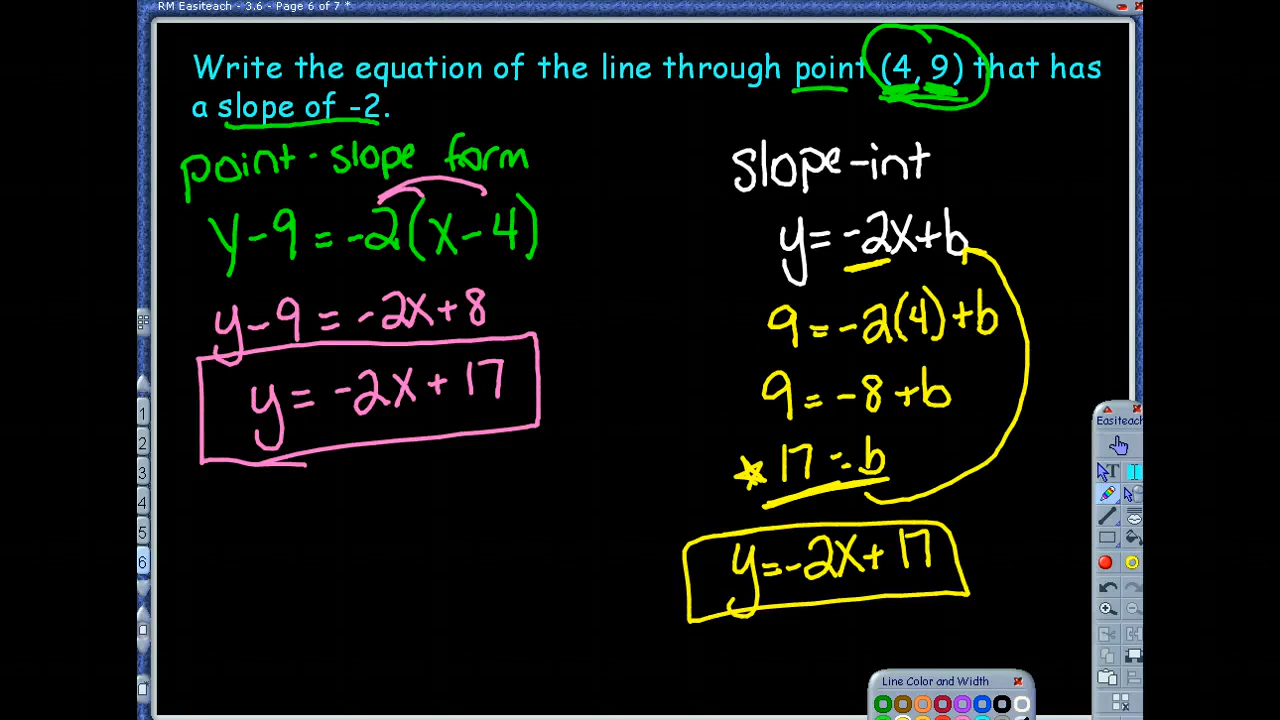 RM Easiteach - 3.6 - Page 6 of 7 *
Write the equation of the line through point (4, 9) that has
a slope of -2.
point-slope form
y-9=-2(x-4)
y-9=-2x+8
y=-2x+17
slope-int
y=-2x+b
9=-2(4)+b
9=-8+b
17=b
y=-2x+17
1
2
3
4
5
6
Easiteach
T
Line Color and Width